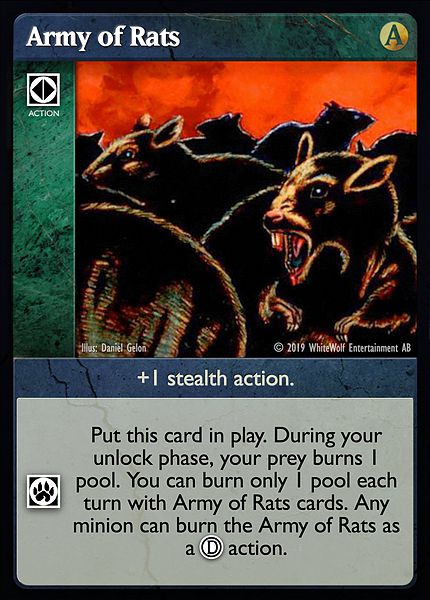 Army of Rats
A
ACTION
Illus: Daniel Gelon
© 2019 WhiteWolf Entertainment AB
+1 stealth action.
Put this card in play. During your
unlock phase, your prey burns 1
pool. You can burn only 1 pool each
turn with Army of Rats cards. Any
minion can burn the Army of Rats as
a D action.